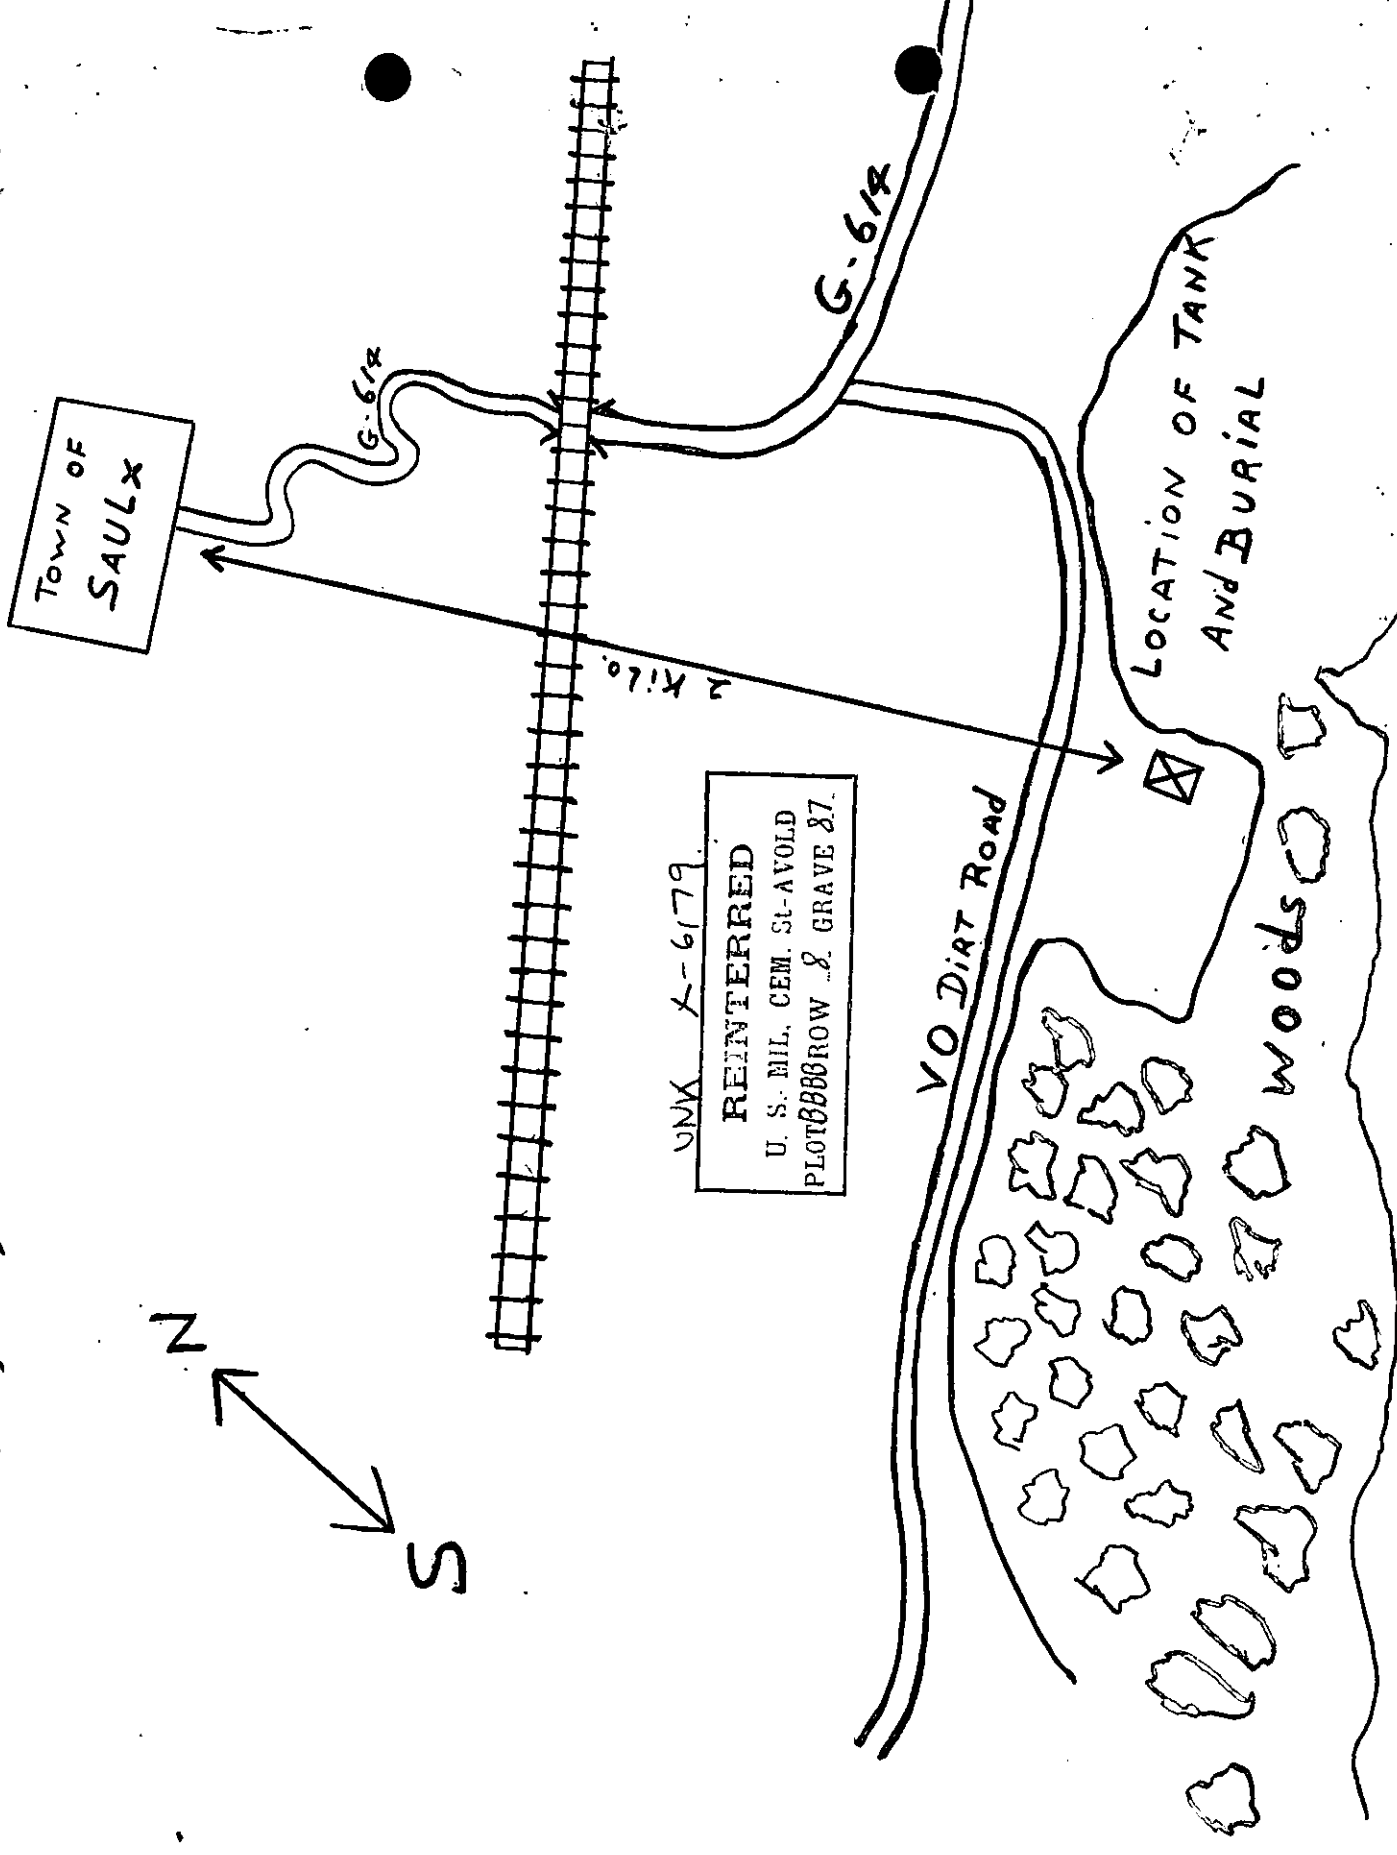 TOWN OF
SAULX
G-614
G-614
2 KiLO.
LOCATION OF TANK
ANd BURiAL
UNK X-6179
REINTERRED
U. S. MIL. CEM. St-AVOLD
PLOT BBBB ROW 8 GRAVE 87
VO DiRT ROAd
WOOdS
N
S